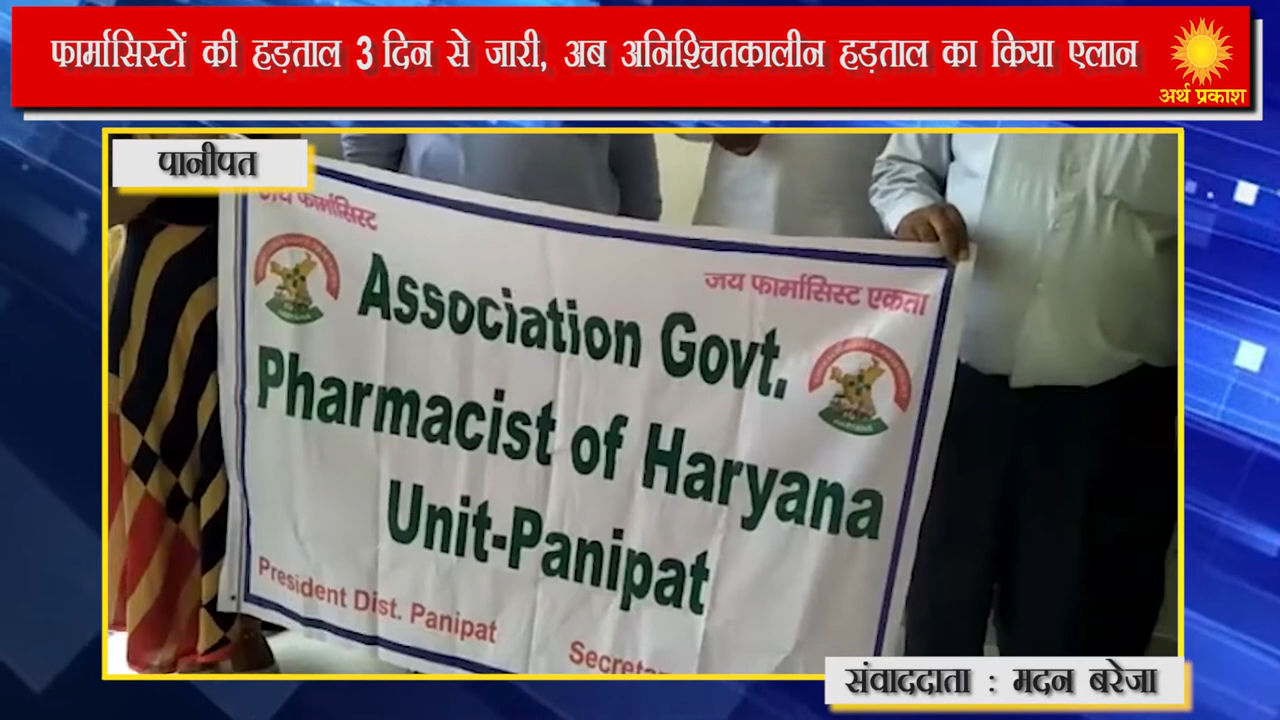 फार्मासिस्टों की हड़ताल 3 दिन से जारी, अब अनिश्चितकालीन हड़ताल का किया एलान
अर्थ प्रकाश
पानीपत
जय फार्मासिस्ट
जय फार्मासिस्ट एकता
Association Govt.
Pharmacist of Haryana
Unit-Panipat
President Dist. Panipat
संवाददाता : मदन बरेजा